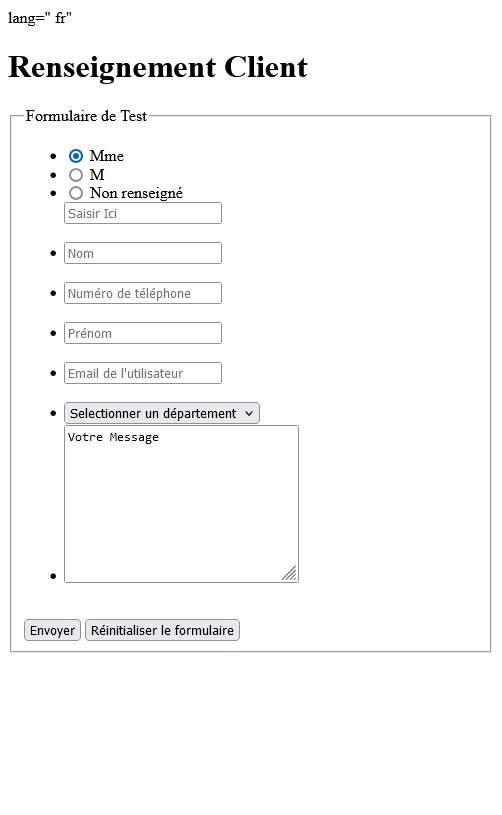 lang=" fr"
Renseignement Client
Formulaire de Test
Mme
M
Non renseigné
Saisir Ici
Nom
Numéro de téléphone
Prénom
Email de l'utilisateur
Selectionner un département
Votre Message
Envoyer Réinitialiser le formulaire